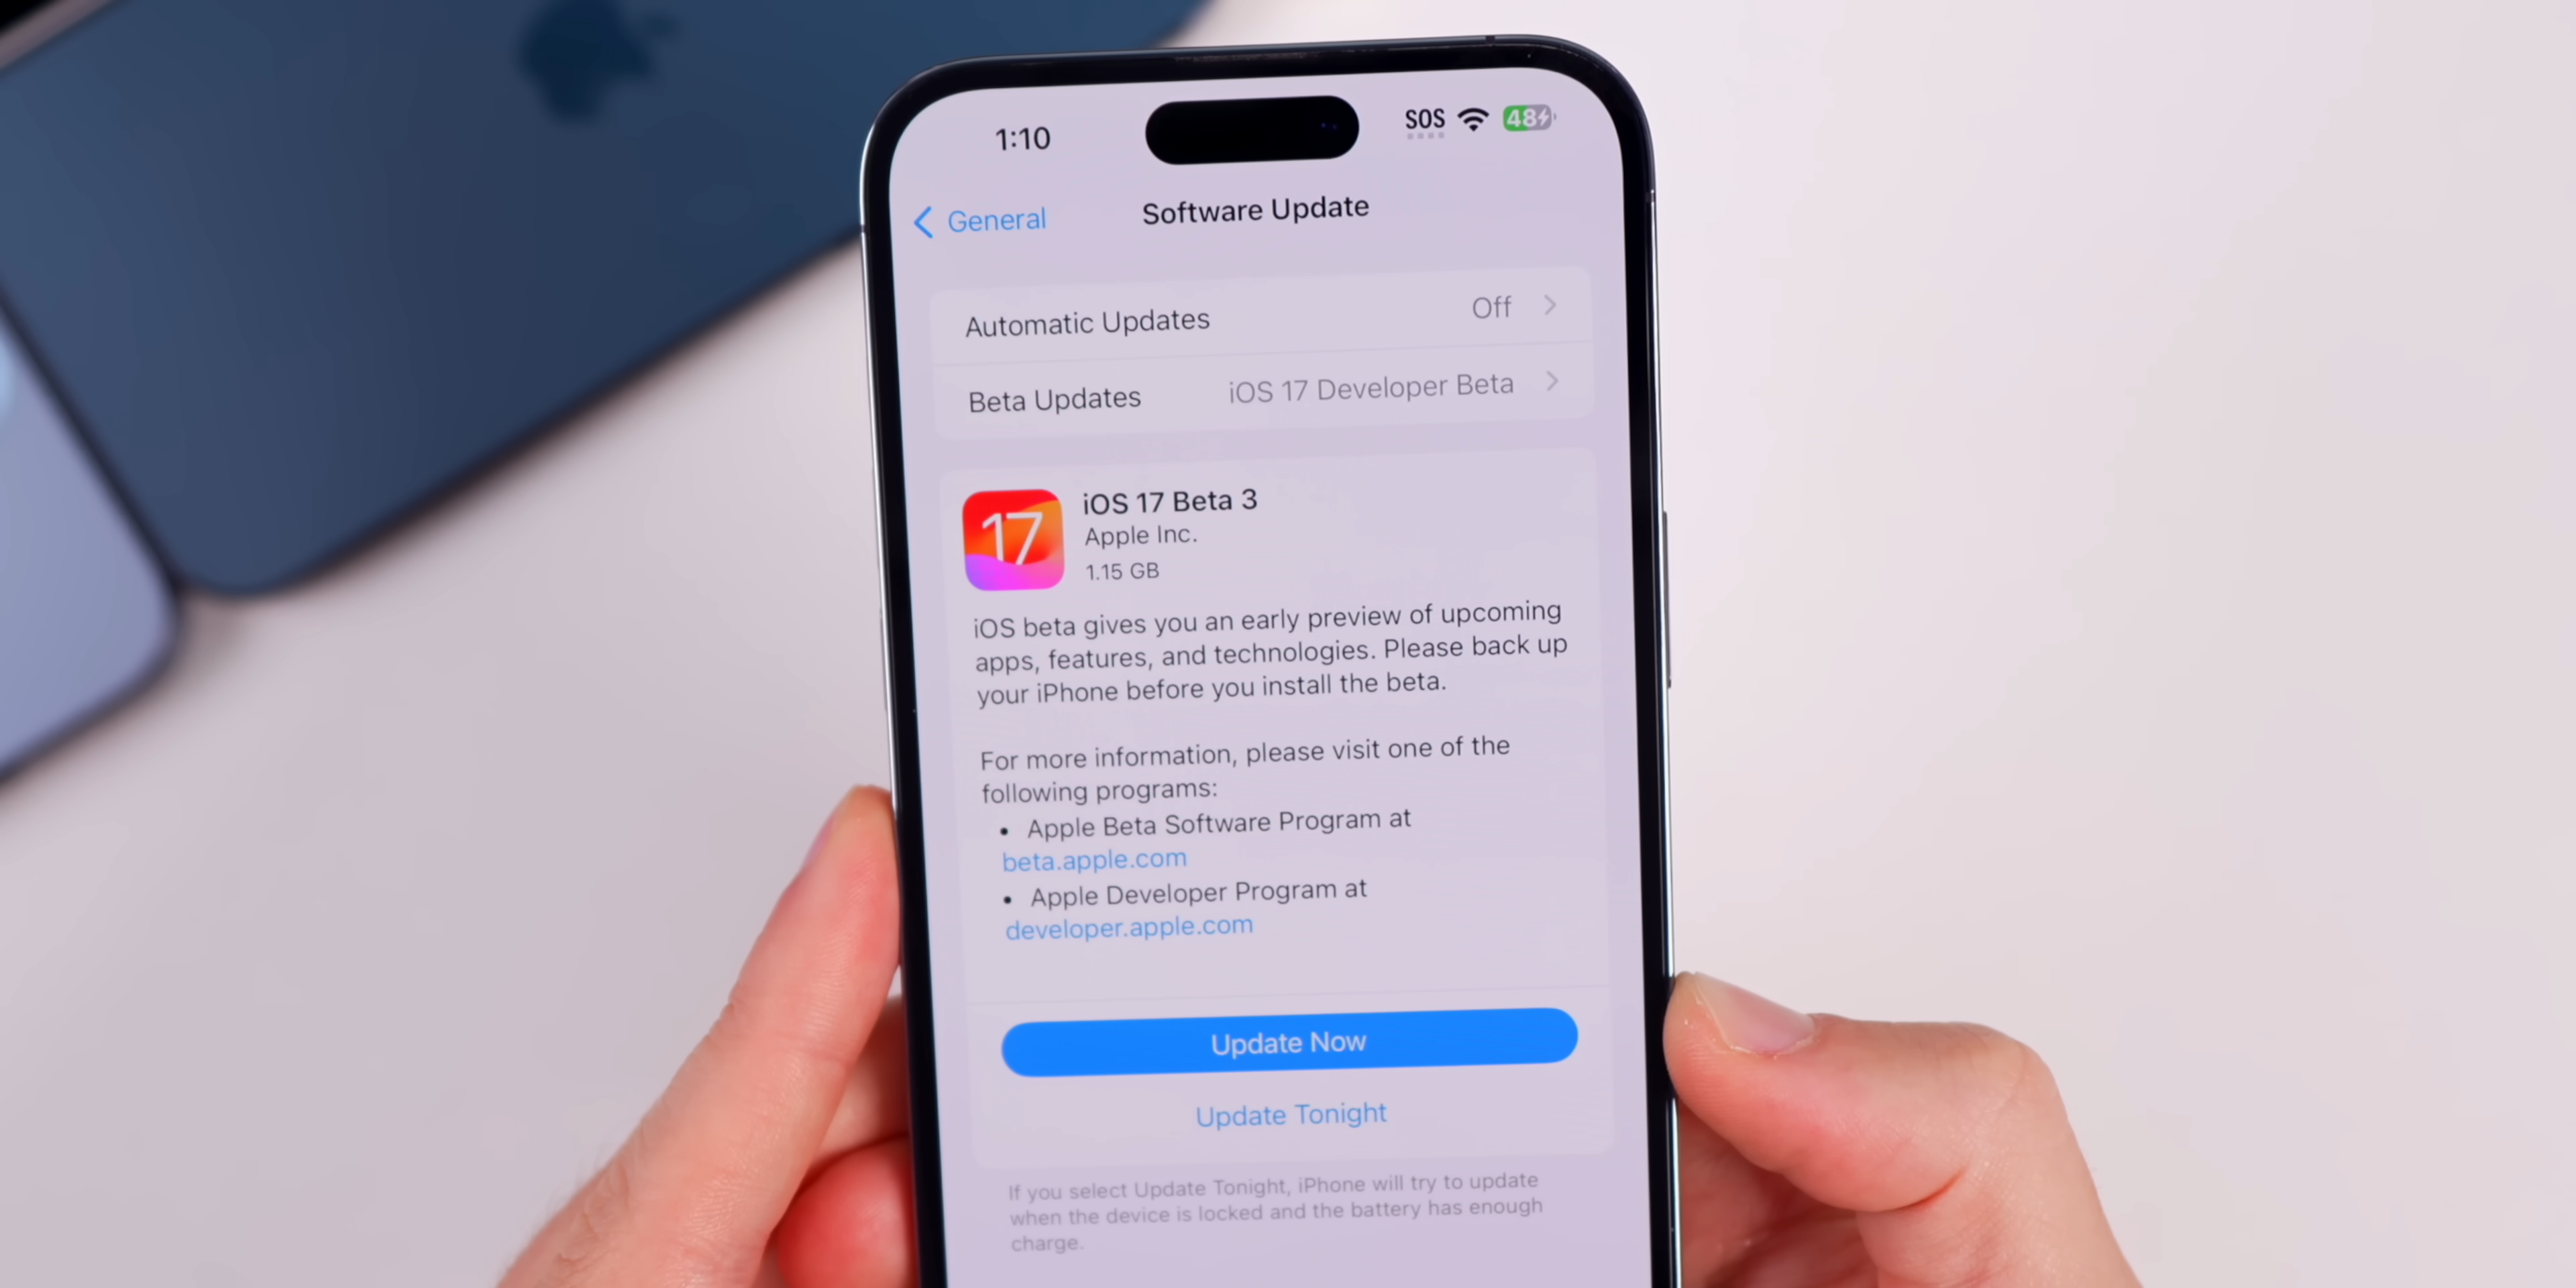 1:10
SOS
48
General
Software Update
Automatic Updates
Off
Beta Updates
iOS 17 Developer Beta
17
iOS 17 Beta 3
Apple Inc.
1.15 GB
iOS beta gives you an early preview of upcoming
apps, features, and technologies. Please back up
your iPhone before you install the beta.
For more information, please visit one of the
following programs:
• Apple Beta Software Program at
beta.apple.com
• Apple Developer Program at
developer.apple.com
Update Now
Update Tonight
If you select Update Tonight, iPhone will try to update
when the device is locked and the battery has enough
charge.